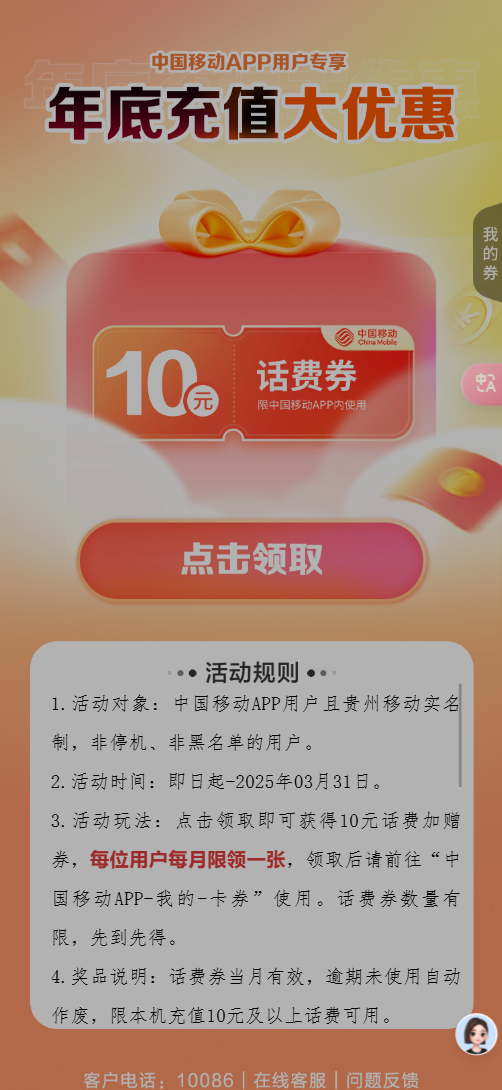 中国移动APP用户专享
年底充值大优惠
我的券
10元
中国移动
China Mobile
话费券
限中国移动APP内使用
点击领取
活动规则
1.活动对象：中国移动APP用户且贵州移动实名
制，非停机、非黑名单的用户。
2.活动时间：即日起-2025年03月31日。
3.活动玩法：点击领取即可获得10元话费加赠
券，每位用户每月限领一张，领取后请前往“中
国移动APP-我的-卡券”使用。话费券数量有
限，先到先得。
4.奖品说明：话费券当月有效，逾期未使用自动
作废，限本机充值10元及以上话费可用。
客户电话：10086｜在线客服｜问题反馈